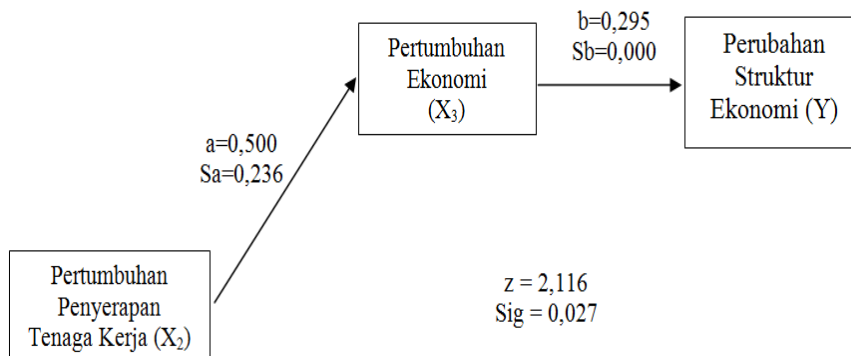 b=0,295
Sb=0,000
Pertumbuhan
Ekonomi
(X₃)
Perubahan
Struktur
Ekonomi (Y)
a=0,500
Sa=0,236
Pertumbuhan
Penyerapan
Tenaga Kerja (X₂)
z = 2,116
Sig = 0,027